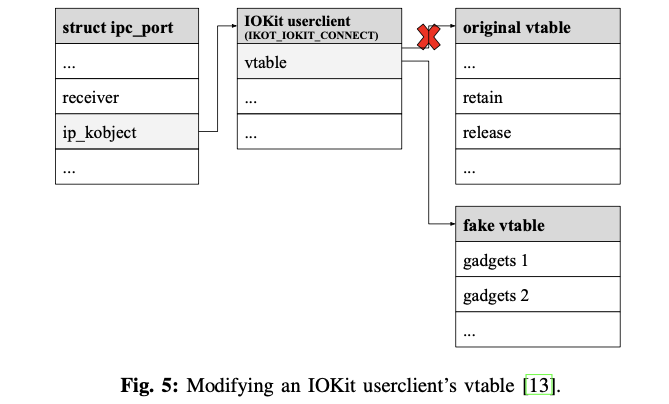 struct ipc_port
...
receiver
ip_kobject
...
IOKit userclient
(IKOT_IOKIT_CONNECT)
vtable
...
...
original vtable
...
retain
release
...
fake vtable
gadgets 1
gadgets 2
...
Fig. 5: Modifying an IOKit userclient's vtable [13].